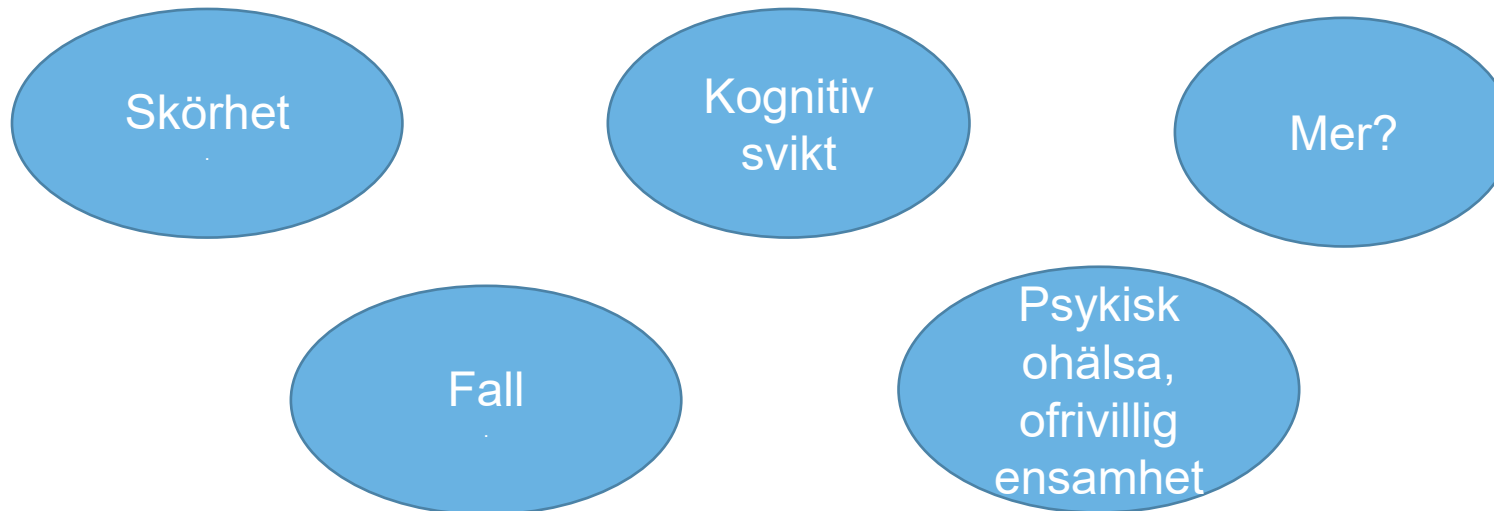 Skörhet
.
Kognitiv
svikt
Mer?
Fall
.
Psykisk
ohälsa,
ofrivillig
ensamhet